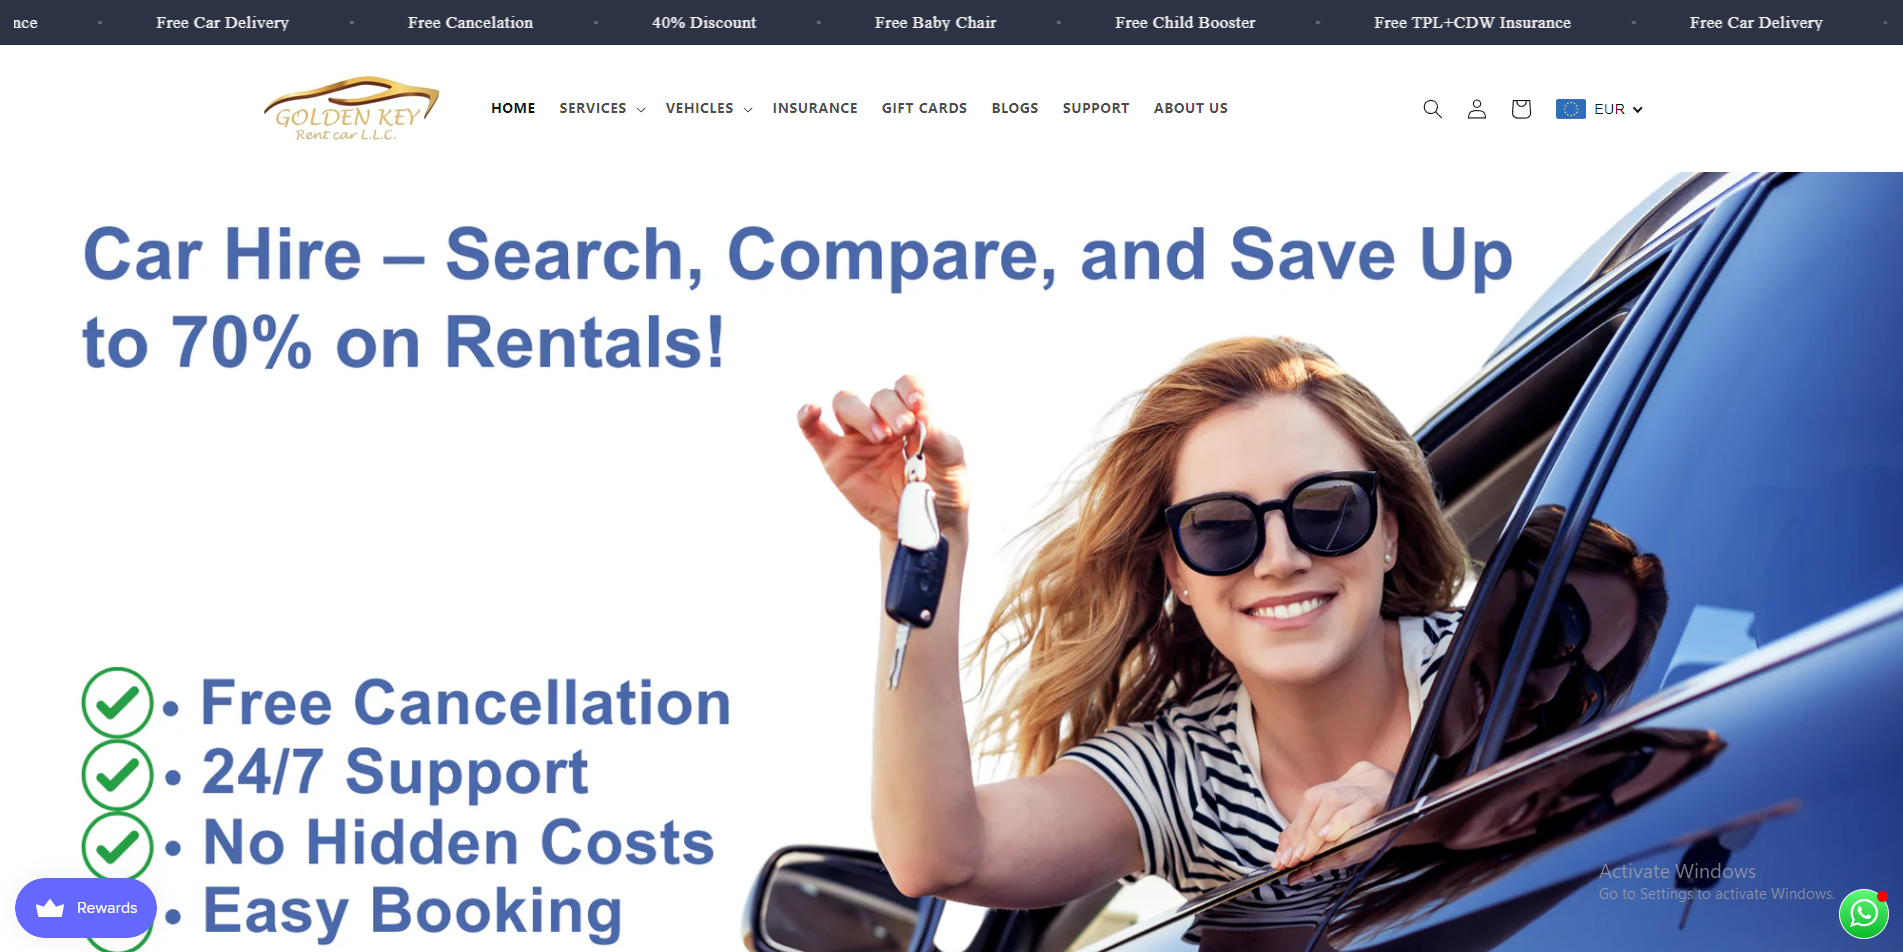 nce • Free Car Delivery • Free Cancelation • 40% Discount • Free Baby Chair • Free Child Booster • Free TPL+CDW Insurance • Free Car Delivery •
GOLDEN KEY
Rent car L.L.C.
HOME SERVICES VEHICLES INSURANCE GIFT CARDS BLOGS SUPPORT ABOUT US EUR
Car Hire – Search, Compare, and Save Up
to 70% on Rentals!
• Free Cancellation
• 24/7 Support
• No Hidden Costs
• Easy Booking
Rewards
Activate Windows
Go to Settings to activate Windows.